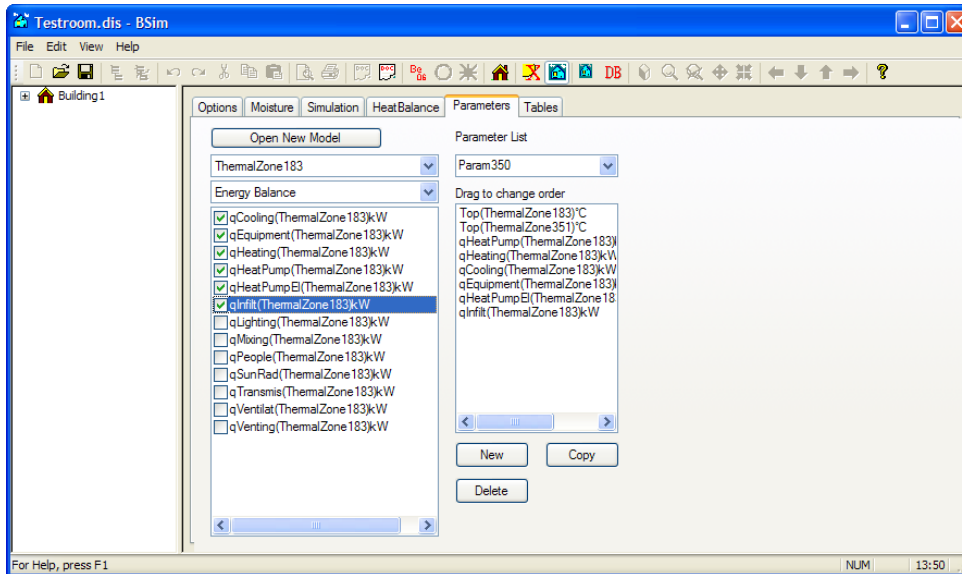 Testroom.dis - BSim
File Edit View Help
DB
Building1
Options Moisture Simulation HeatBalance Parameters Tables
Open New Model
Parameter List
ThermalZone183
Param350
Energy Balance
Drag to change order
qCooling(ThermalZone183)kW
qEquipment(ThermalZone183)kW
qHeating(ThermalZone183)kW
qHeatPump(ThermalZone183)kW
qHeatPumpEl(ThermalZone183)kW
qInfilt(ThermalZone183)kW
qLighting(ThermalZone183)kW
qMixing(ThermalZone183)kW
qPeople(ThermalZone183)kW
qSunRad(ThermalZone183)kW
qTransmis(ThermalZone183)kW
qVentilat(ThermalZone183)kW
qVenting(ThermalZone183)kW
Top(ThermalZone183)°C
Top(ThermalZone351)°C
qHeatPump(ThermalZone183)
qHeating(ThermalZone183)kW
qCooling(ThermalZone183)kW
qEquipment(ThermalZone183)
qHeatPumpEl(ThermalZone18
qInfilt(ThermalZone183)kW
New Copy
Delete
For Help, press F1
NUM 13:50